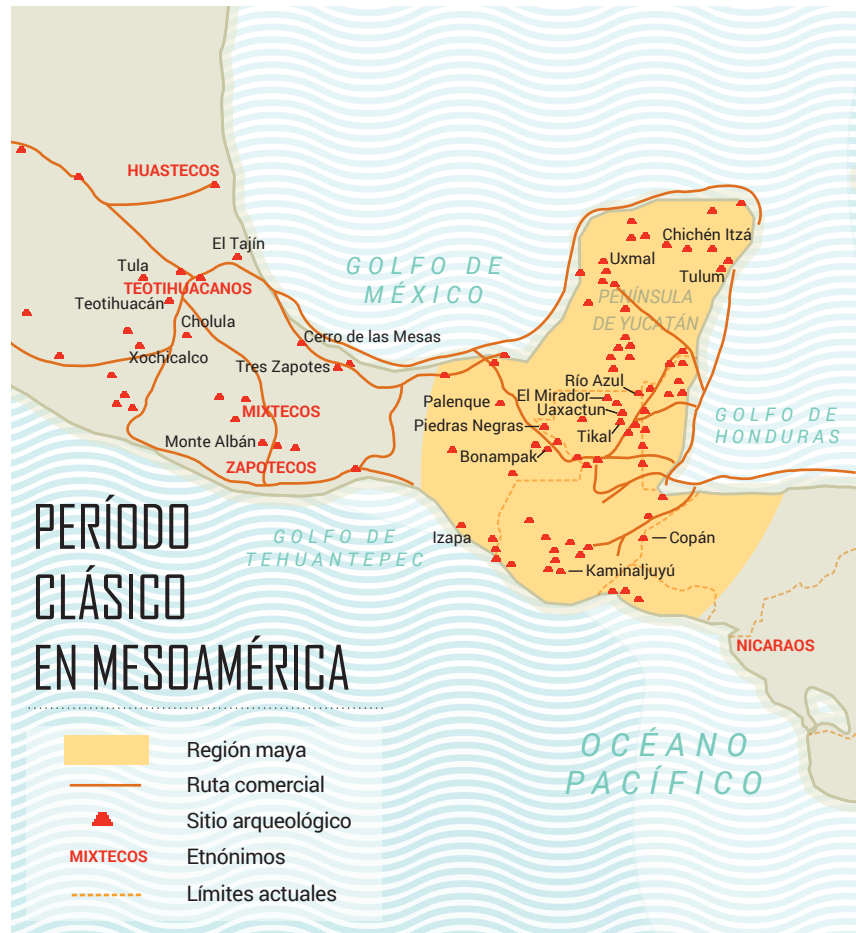 HUASTECOS
El Tajín
Tula
TEOTIHUACANOS
Teotihuacán
Cholula
Xochicalco
Cerro de las Mesas
Tres Zapotes
MIXTECOS
Monte Albán
ZAPOTECOS
GOLFO DE
MÉXICO
Chichén Itzá
Uxmal
Tulum
PENÍNSULA
DE YUCATÁN
Río Azul
El Mirador
Uaxactun
Tikal
Palenque
Piedras Negras
Bonampak
GOLFO DE
HONDURAS
Izapa
Copán
Kaminaljuyú
GOLFO DE
TEHUANTEPEC
NICARAOS
OCÉANO
PACÍFICO
PERÍODO
CLÁSICO
EN MESOAMÉRICA
Región maya
Ruta comercial
Sitio arqueológico
MIXTECOS Etnónimos
Límites actuales